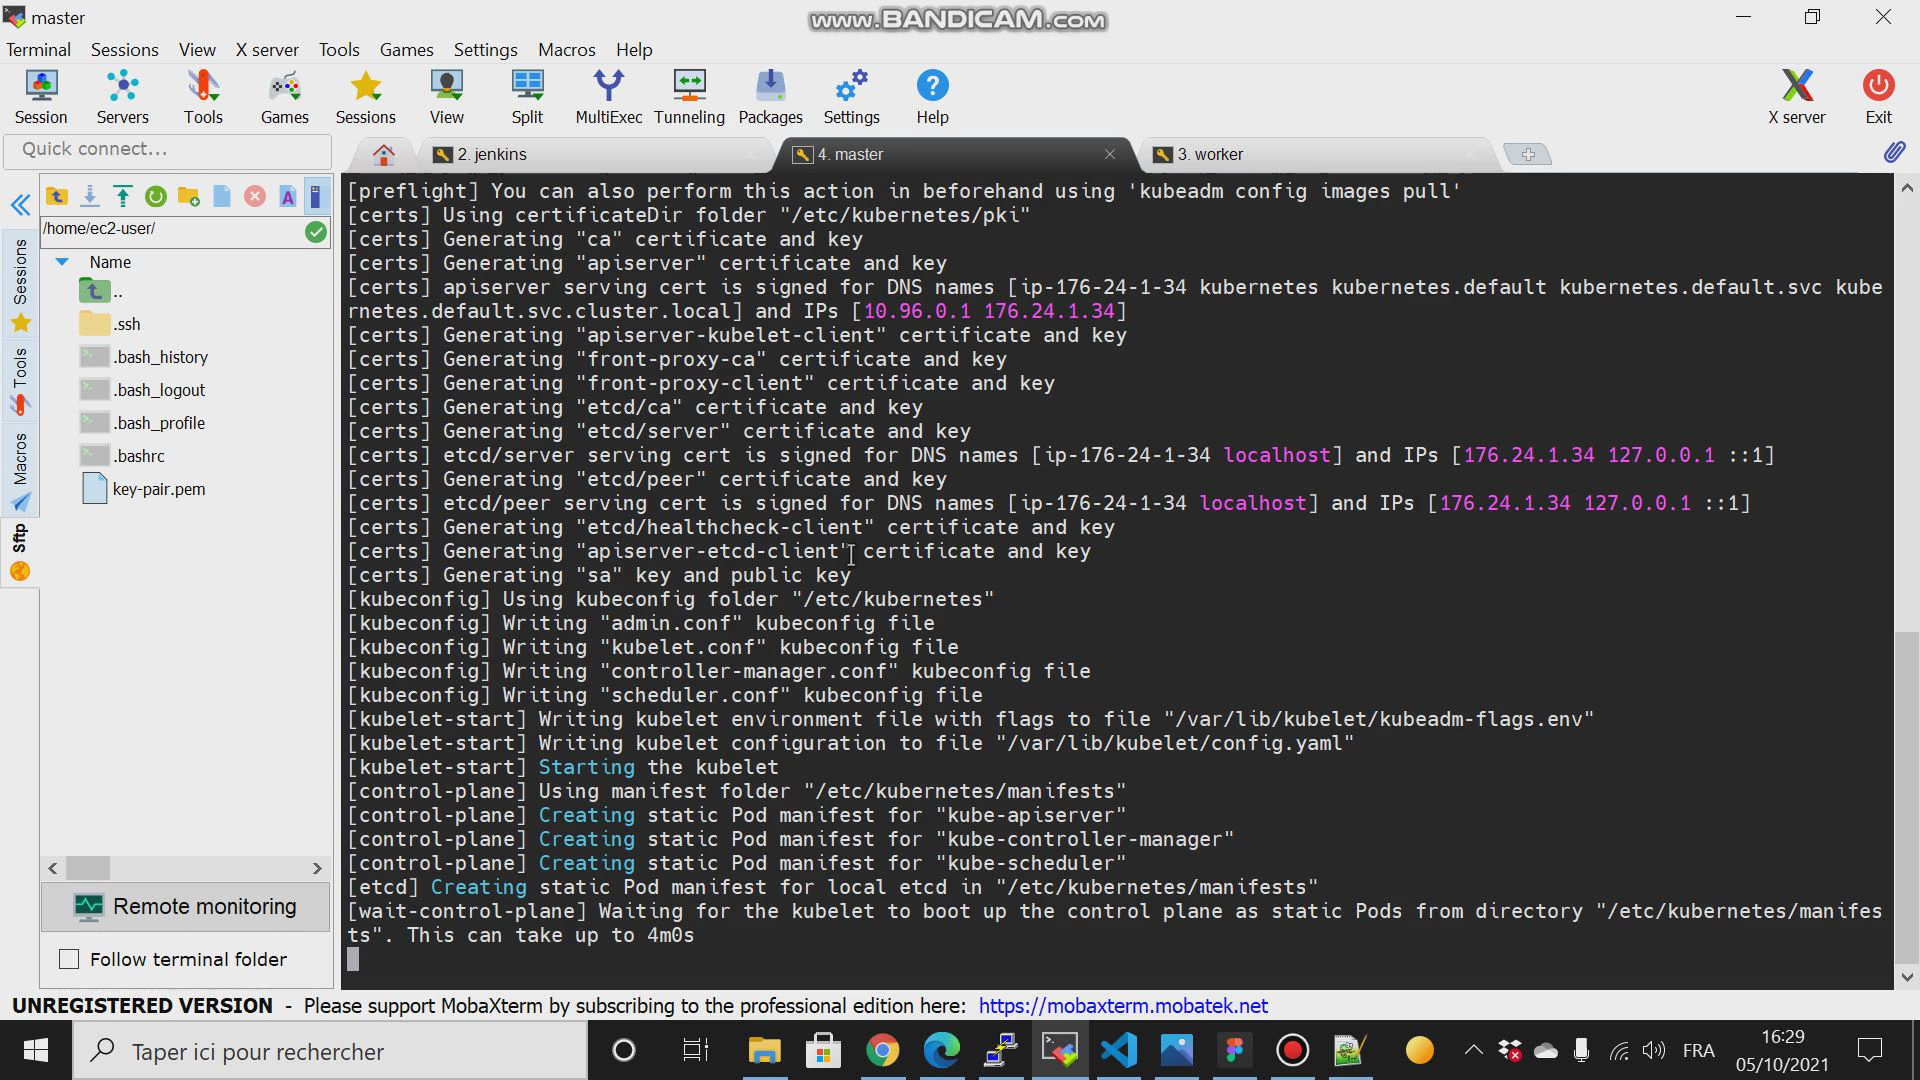 master
www.BANDICAM.com
Terminal Sessions View X server Tools Games Settings Macros Help
Session Servers Tools Games Sessions View Split MultiExec Tunneling Packages Settings Help X server Exit
Quick connect...
2. jenkins
4. master
3. worker
/home/ec2-user/
Name
..
.ssh
.bash_history
.bash_logout
.bash_profile
.bashrc
key-pair.pem
Sessions
Tools
Macros
Sftp
Remote monitoring
Follow terminal folder
[preflight] You can also perform this action in beforehand using 'kubeadm config images pull'
[certs] Using certificateDir folder "/etc/kubernetes/pki"
[certs] Generating "ca" certificate and key
[certs] Generating "apiserver" certificate and key
[certs] apiserver serving cert is signed for DNS names [ip-176-24-1-34 kubernetes kubernetes.default kubernetes.default.svc kube
rnetes.default.svc.cluster.local] and IPs [10.96.0.1 176.24.1.34]
[certs] Generating "apiserver-kubelet-client" certificate and key
[certs] Generating "front-proxy-ca" certificate and key
[certs] Generating "front-proxy-client" certificate and key
[certs] Generating "etcd/ca" certificate and key
[certs] Generating "etcd/server" certificate and key
[certs] etcd/server serving cert is signed for DNS names [ip-176-24-1-34 localhost] and IPs [176.24.1.34 127.0.0.1 ::1]
[certs] Generating "etcd/peer" certificate and key
[certs] etcd/peer serving cert is signed for DNS names [ip-176-24-1-34 localhost] and IPs [176.24.1.34 127.0.0.1 ::1]
[certs] Generating "etcd/healthcheck-client" certificate and key
[certs] Generating "apiserver-etcd-client" certificate and key
[certs] Generating "sa" key and public key
[kubeconfig] Using kubeconfig folder "/etc/kubernetes"
[kubeconfig] Writing "admin.conf" kubeconfig file
[kubeconfig] Writing "kubelet.conf" kubeconfig file
[kubeconfig] Writing "controller-manager.conf" kubeconfig file
[kubeconfig] Writing "scheduler.conf" kubeconfig file
[kubelet-start] Writing kubelet environment file with flags to file "/var/lib/kubelet/kubeadm-flags.env"
[kubelet-start] Writing kubelet configuration to file "/var/lib/kubelet/config.yaml"
[kubelet-start] Starting the kubelet
[control-plane] Using manifest folder "/etc/kubernetes/manifests"
[control-plane] Creating static Pod manifest for "kube-apiserver"
[control-plane] Creating static Pod manifest for "kube-controller-manager"
[control-plane] Creating static Pod manifest for "kube-scheduler"
[etcd] Creating static Pod manifest for local etcd in "/etc/kubernetes/manifests"
[wait-control-plane] Waiting for the kubelet to boot up the control plane as static Pods from directory "/etc/kubernetes/manifes
ts". This can take up to 4m0s
UNREGISTERED VERSION - Please support MobaXterm by subscribing to the professional edition here: https://mobaxterm.mobatek.net
Taper ici pour rechercher
FRA
16:29
05/10/2021